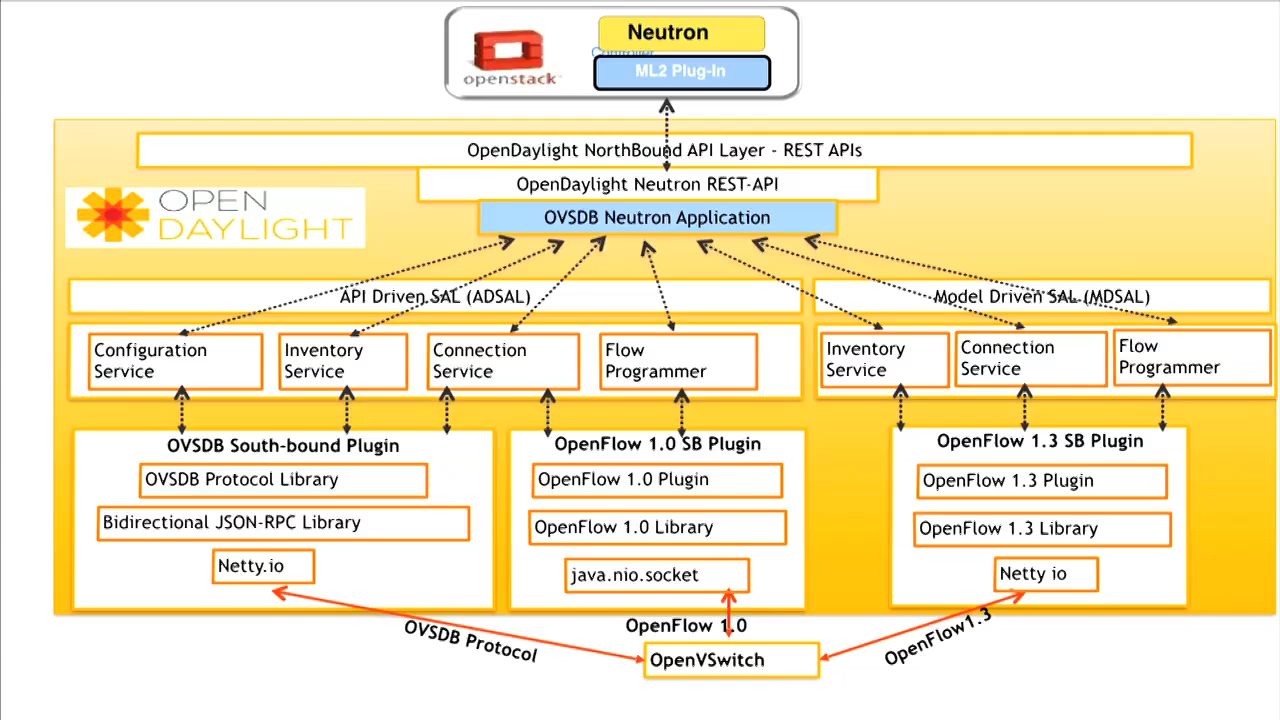 Neutron
Controller
ML2 Plug-In
openstack
OpenDaylight NorthBound API Layer - REST APIs
OpenDaylight Neutron REST-API
OPEN
DAYLIGHT
OVSDB Neutron Application
API Driven SAL (ADSAL)
Model Driven SAL (MDSAL)
Configuration
Service
Inventory
Service
Connection
Service
Flow
Programmer
Inventory
Service
Connection
Service
Flow
Programmer
OVSDB South-bound Plugin
OVSDB Protocol Library
Bidirectional JSON-RPC Library
Netty.io
OpenFlow 1.0 SB Plugin
OpenFlow 1.0 Plugin
OpenFlow 1.0 Library
java.nio.socket
OpenFlow 1.3 SB Plugin
OpenFlow 1.3 Plugin
OpenFlow 1.3 Library
Netty io
OVSDB Protocol
OpenFlow 1.0
OpenFlow1.3
OpenVSwitch